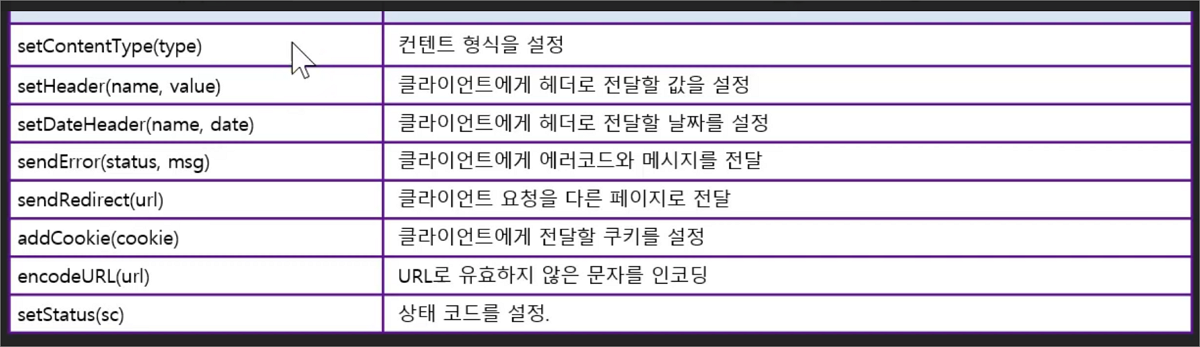 setContentType(type) 컨텐트 형식을 설정
setHeader(name, value) 클라이언트에게 헤더로 전달할 값을 설정
setDateHeader(name, date) 클라이언트에게 헤더로 전달할 날짜를 설정
sendError(status, msg) 클라이언트에게 에러코드와 메시지를 전달
sendRedirect(url) 클라이언트 요청을 다른 페이지로 전달
addCookie(cookie) 클라이언트에게 전달할 쿠키를 설정
encodeURL(url) URL로 유효하지 않은 문자를 인코딩
setStatus(sc) 상태 코드를 설정.